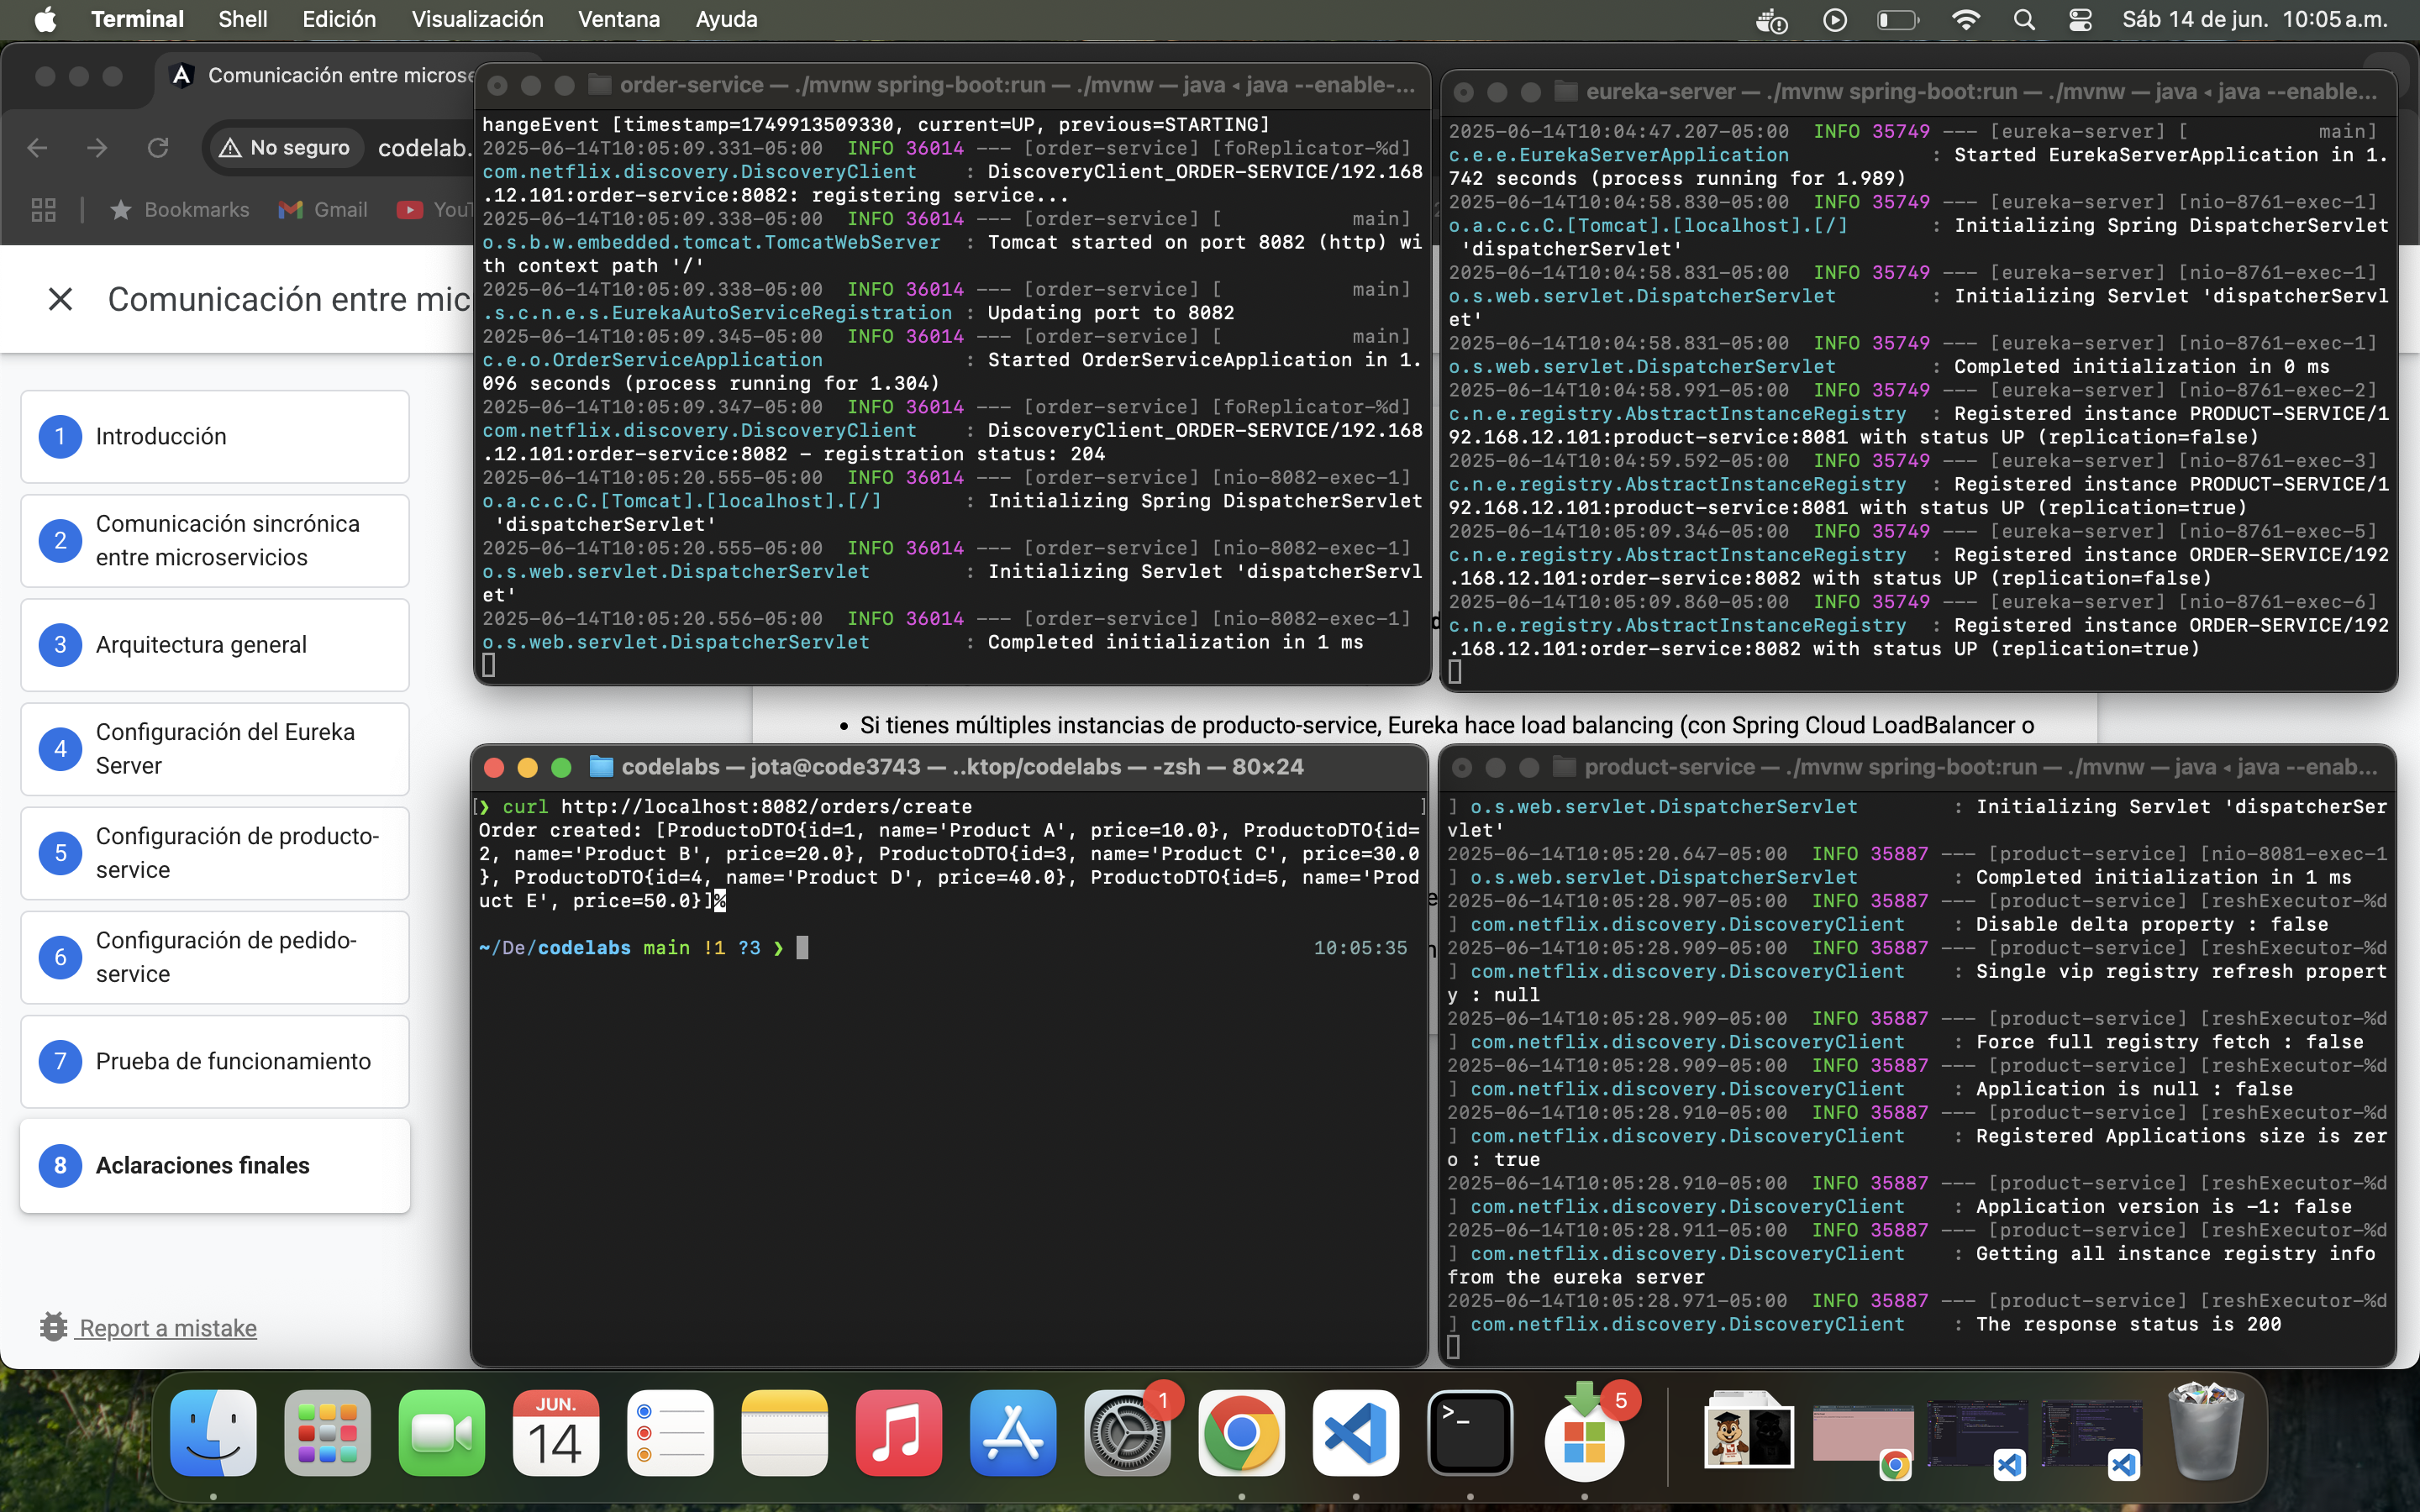 Terminal Shell Edición Visualización Ventana Ayuda Sáb 14 de jun. 10:05 a.m.
Comunicación entre microse
No seguro codelab.
Bookmarks Gmail YouT
Comunicación entre mic
1 Introducción
2 Comunicación sincrónica
entre microservicios
3 Arquitectura general
4 Configuración del Eureka
Server
5 Configuración de producto-
service
6 Configuración de pedido-
service
7 Prueba de funcionamiento
8 Aclaraciones finales
Report a mistake
order-service — ./mvnw spring-boot:run — ./mvnw — java ◂ java --enable-...
hangeEvent [timestamp=1749913509330, current=UP, previous=STARTING]
2025-06-14T10:05:09.331-05:00  INFO 36014 --- [order-service] [foReplicator-%d]
com.netflix.discovery.DiscoveryClient    : DiscoveryClient_ORDER-SERVICE/192.168
.12.101:order-service:8082: registering service...
2025-06-14T10:05:09.338-05:00  INFO 36014 --- [order-service] [           main]
o.s.b.w.embedded.tomcat.TomcatWebServer  : Tomcat started on port 8082 (http) wi
th context path '/'
2025-06-14T10:05:09.338-05:00  INFO 36014 --- [order-service] [           main]
.s.c.n.e.s.EurekaAutoServiceRegistration : Updating port to 8082
2025-06-14T10:05:09.345-05:00  INFO 36014 --- [order-service] [           main]
c.e.o.OrderServiceApplication            : Started OrderServiceApplication in 1.
096 seconds (process running for 1.304)
2025-06-14T10:05:09.347-05:00  INFO 36014 --- [order-service] [foReplicator-%d]
com.netflix.discovery.DiscoveryClient    : DiscoveryClient_ORDER-SERVICE/192.168
.12.101:order-service:8082 - registration status: 204
2025-06-14T10:05:20.555-05:00  INFO 36014 --- [order-service] [nio-8082-exec-1]
o.a.c.c.C.[Tomcat].[localhost].[/]       : Initializing Spring DispatcherServlet
 'dispatcherServlet'
2025-06-14T10:05:20.555-05:00  INFO 36014 --- [order-service] [nio-8082-exec-1]
o.s.web.servlet.DispatcherServlet        : Initializing Servlet 'dispatcherServl
et'
2025-06-14T10:05:20.556-05:00  INFO 36014 --- [order-service] [nio-8082-exec-1]
o.s.web.servlet.DispatcherServlet        : Completed initialization in 1 ms
eureka-server — ./mvnw spring-boot:run — ./mvnw — java ◂ java --enable...
2025-06-14T10:04:47.207-05:00  INFO 35749 --- [eureka-server] [           main]
c.e.e.EurekaServerApplication            : Started EurekaServerApplication in 1.
742 seconds (process running for 1.989)
2025-06-14T10:04:58.830-05:00  INFO 35749 --- [eureka-server] [nio-8761-exec-1]
o.a.c.c.C.[Tomcat].[localhost].[/]       : Initializing Spring DispatcherServlet
 'dispatcherServlet'
2025-06-14T10:04:58.831-05:00  INFO 35749 --- [eureka-server] [nio-8761-exec-1]
o.s.web.servlet.DispatcherServlet        : Initializing Servlet 'dispatcherServl
et'
2025-06-14T10:04:58.831-05:00  INFO 35749 --- [eureka-server] [nio-8761-exec-1]
o.s.web.servlet.DispatcherServlet        : Completed initialization in 0 ms
2025-06-14T10:04:58.991-05:00  INFO 35749 --- [eureka-server] [nio-8761-exec-2]
c.n.e.registry.AbstractInstanceRegistry  : Registered instance PRODUCT-SERVICE/1
92.168.12.101:product-service:8081 with status UP (replication=false)
2025-06-14T10:04:59.592-05:00  INFO 35749 --- [eureka-server] [nio-8761-exec-3]
c.n.e.registry.AbstractInstanceRegistry  : Registered instance PRODUCT-SERVICE/1
92.168.12.101:product-service:8081 with status UP (replication=true)
2025-06-14T10:05:09.346-05:00  INFO 35749 --- [eureka-server] [nio-8761-exec-5]
c.n.e.registry.AbstractInstanceRegistry  : Registered instance ORDER-SERVICE/192
.168.12.101:order-service:8082 with status UP (replication=false)
2025-06-14T10:05:09.860-05:00  INFO 35749 --- [eureka-server] [nio-8761-exec-6]
c.n.e.registry.AbstractInstanceRegistry  : Registered instance ORDER-SERVICE/192
.168.12.101:order-service:8082 with status UP (replication=true)
• Si tienes múltiples instancias de producto-service, Eureka hace load balancing (con Spring Cloud LoadBalancer o
codelabs — jota@code3743 — ..ktop/codelabs — -zsh — 80×24
[❯ curl http://localhost:8082/orders/create ]
Order created: [ProductoDTO{id=1, name='Product A', price=10.0}, ProductoDTO{id=
2, name='Product B', price=20.0}, ProductoDTO{id=3, name='Product C', price=30.0
}, ProductoDTO{id=4, name='Product D', price=40.0}, ProductoDTO{id=5, name='Prod
uct E', price=50.0}]%
~/De/codelabs main !1 ?3 ❯ 10:05:35
product-service — ./mvnw spring-boot:run — ./mvnw — java ◂ java --enab...
] o.s.web.servlet.DispatcherServlet        : Initializing Servlet 'dispatcherSer
vlet'
2025-06-14T10:05:20.647-05:00  INFO 35887 --- [product-service] [nio-8081-exec-1
] o.s.web.servlet.DispatcherServlet        : Completed initialization in 1 ms
2025-06-14T10:05:28.907-05:00  INFO 35887 --- [product-service] [reshExecutor-%d
] com.netflix.discovery.DiscoveryClient    : Disable delta property : false
2025-06-14T10:05:28.909-05:00  INFO 35887 --- [product-service] [reshExecutor-%d
] com.netflix.discovery.DiscoveryClient    : Single vip registry refresh propert
y : null
2025-06-14T10:05:28.909-05:00  INFO 35887 --- [product-service] [reshExecutor-%d
] com.netflix.discovery.DiscoveryClient    : Force full registry fetch : false
2025-06-14T10:05:28.909-05:00  INFO 35887 --- [product-service] [reshExecutor-%d
] com.netflix.discovery.DiscoveryClient    : Application is null : false
2025-06-14T10:05:28.910-05:00  INFO 35887 --- [product-service] [reshExecutor-%d
] com.netflix.discovery.DiscoveryClient    : Registered Applications size is zer
o : true
2025-06-14T10:05:28.910-05:00  INFO 35887 --- [product-service] [reshExecutor-%d
] com.netflix.discovery.DiscoveryClient    : Application version is -1: false
2025-06-14T10:05:28.911-05:00  INFO 35887 --- [product-service] [reshExecutor-%d
] com.netflix.discovery.DiscoveryClient    : Getting all instance registry info
from the eureka server
2025-06-14T10:05:28.971-05:00  INFO 35887 --- [product-service] [reshExecutor-%d
] com.netflix.discovery.DiscoveryClient    : The response status is 200
JUN.
14
1
>_
5